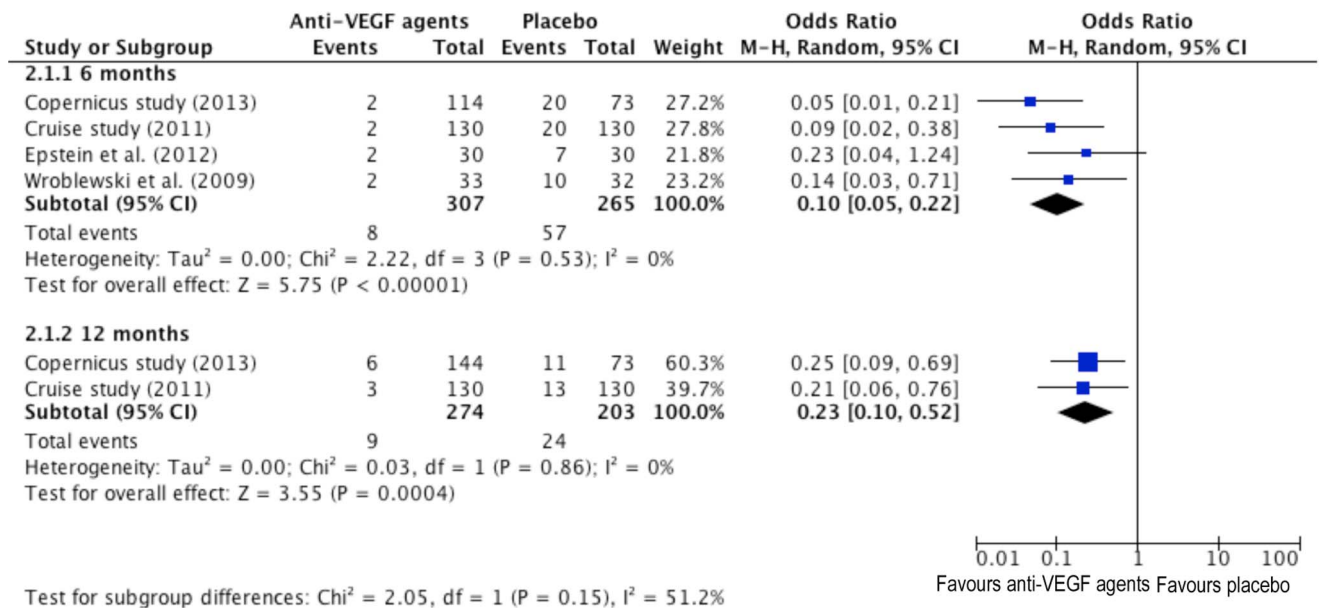 Anti-VEGF agents Placebo Odds Ratio Odds Ratio
Study or Subgroup Events Total Events Total Weight M-H, Random, 95% CI M-H, Random, 95% CI
2.1.1 6 months
Copernicus study (2013) 2 114 20 73 27.2% 0.05 [0.01, 0.21]
Cruise study (2011) 2 130 20 130 27.8% 0.09 [0.02, 0.38]
Epstein et al. (2012) 2 30 7 30 21.8% 0.23 [0.04, 1.24]
Wroblewski et al. (2009) 2 33 10 32 23.2% 0.14 [0.03, 0.71]
Subtotal (95% CI) 307 265 100.0% 0.10 [0.05, 0.22]
Total events 8 57
Heterogeneity: Tau² = 0.00; Chi² = 2.22, df = 3 (P = 0.53); I² = 0%
Test for overall effect: Z = 5.75 (P < 0.00001)
2.1.2 12 months
Copernicus study (2013) 6 144 11 73 60.3% 0.25 [0.09, 0.69]
Cruise study (2011) 3 130 13 130 39.7% 0.21 [0.06, 0.76]
Subtotal (95% CI) 274 203 100.0% 0.23 [0.10, 0.52]
Total events 9 24
Heterogeneity: Tau² = 0.00; Chi² = 0.03, df = 1 (P = 0.86); I² = 0%
Test for overall effect: Z = 3.55 (P = 0.0004)
0.01 0.1 1 10 100
Favours anti-VEGF agents Favours placebo
Test for subgroup differences: Chi² = 2.05, df = 1 (P = 0.15), I² = 51.2%